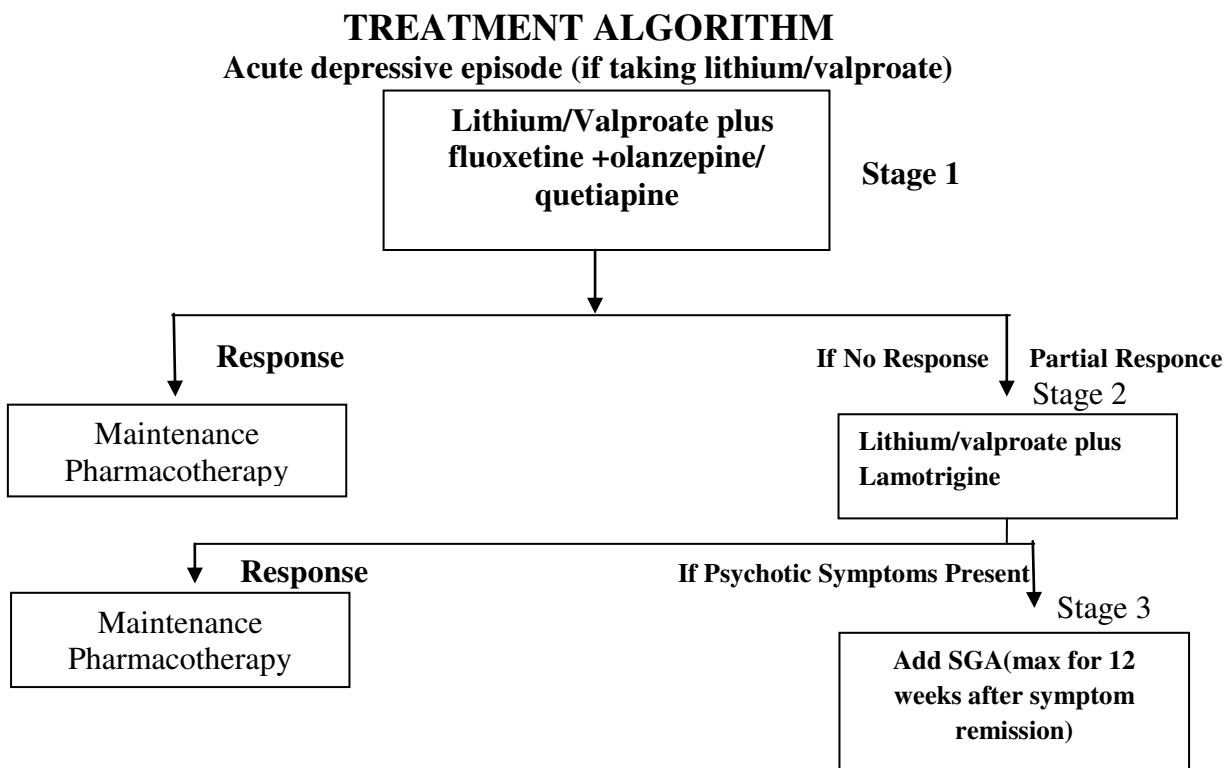 TREATMENT ALGORITHM
Acute depressive episode (if taking lithium/valproate)
Lithium/Valproate plus
fluoxetine +olanzepine/
quetiapine
Stage 1
Response
If No Response
Partial Responce
Stage 2
Maintenance
Pharmacotherapy
Lithium/valproate plus
Lamotrigine
Response
If Psychotic Symptoms Present
Stage 3
Maintenance
Pharmacotherapy
Add SGA(max for 12
weeks after symptom
remission)